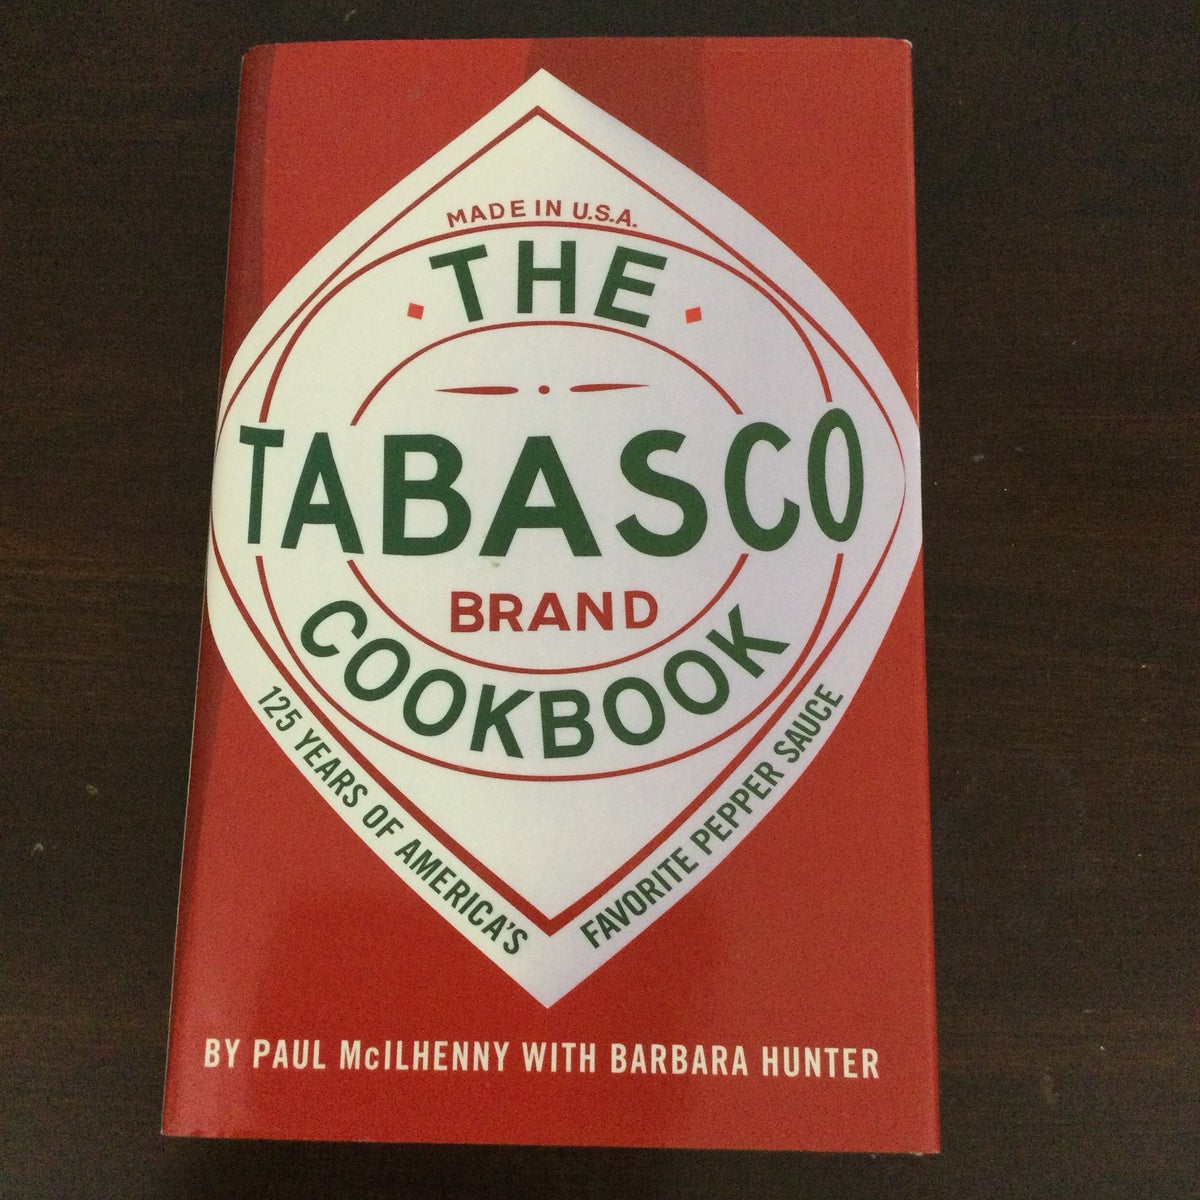 MADE IN U.S.A.
THE
TABASCO
BRAND
COOKBOOK
125 YEARS OF AMERICA'S
FAVORITE PEPPER SAUCE
BY PAUL McILHENNY WITH BARBARA HUNTER